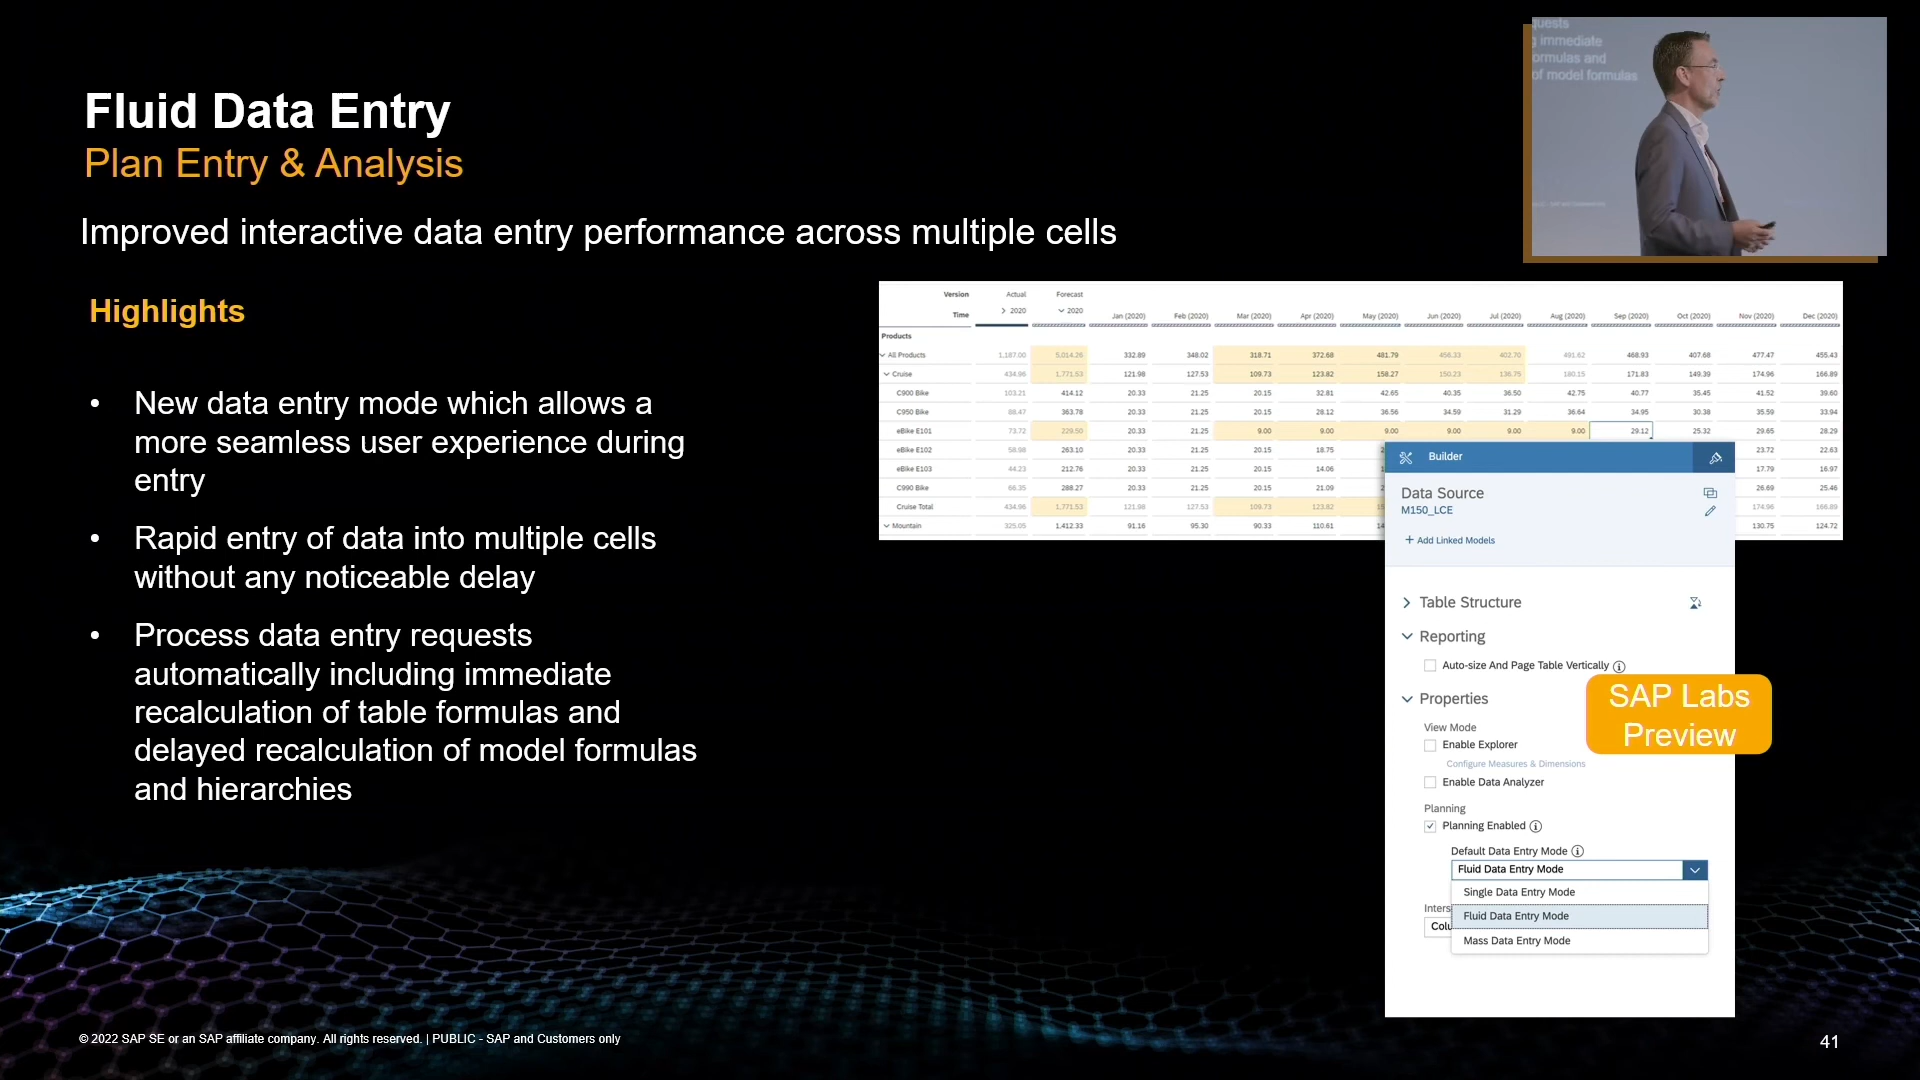 Fluid Data Entry
Plan Entry & Analysis
Improved interactive data entry performance across multiple cells
Highlights
• New data entry mode which allows a
more seamless user experience during
entry
• Rapid entry of data into multiple cells
without any noticeable delay
• Process data entry requests
automatically including immediate
recalculation of table formulas and
delayed recalculation of model formulas
and hierarchies
quests
g immediate
ormulas and
of model formulas
Version Actual Forecast
Time > 2020 2020 Jan (2020) Feb (2020) Mar (2020) Apr (2020) May (2020) Jun (2020) Jul (2020) Aug (2020) Sep (2020) Oct (2020) Nov (2020) Dec (2020)
Products
All Products 1,187.00 5,014.26 332.89 348.02 318.71 372.68 481.79 456.33 402.70 491.62 468.93 407.68 477.47 455.43
Cruise 434.96 1,771.53 121.98 127.53 109.73 123.82 158.27 150.23 136.75 180.15 171.83 149.39 174.96 166.89
C900 Bike 103.21 414.12 20.33 21.25 20.15 32.81 42.65 40.35 36.50 42.75 40.77 35.45 41.52 39.60
C950 Bike 88.47 363.78 20.33 21.25 20.15 28.12 36.56 34.59 31.29 36.64 34.95 30.38 35.59 33.94
eBike E101 73.72 229.50 20.33 21.25 9.00 9.00 9.00 9.00 9.00 9.00 29.12 25.32 29.65 28.29
eBike E102 58.98 263.10 20.33 21.25 20.15 18.75 23.72 22.63
eBike E103 44.23 212.76 20.33 21.25 20.15 14.06 17.79 16.97
C990 Bike 66.35 288.27 20.33 21.25 20.15 21.09 26.69 25.46
Cruise Total 434.96 1,771.53 121.98 127.53 109.73 123.82 174.96 166.89
Mountain 325.05 1,412.33 91.16 95.30 90.33 110.61 130.75 124.72
Builder
Data Source
M150_LCE
+ Add Linked Models
Table Structure
Reporting
Auto-size And Page Table Vertically
Properties
SAP Labs
Preview
View Mode
Enable Explorer
Configure Measures & Dimensions
Enable Data Analyzer
Planning
Planning Enabled
Default Data Entry Mode
Fluid Data Entry Mode
Single Data Entry Mode
Fluid Data Entry Mode
Mass Data Entry Mode
Inters
Colu
© 2022 SAP SE or an SAP affiliate company. All rights reserved. | PUBLIC - SAP and Customers only
41